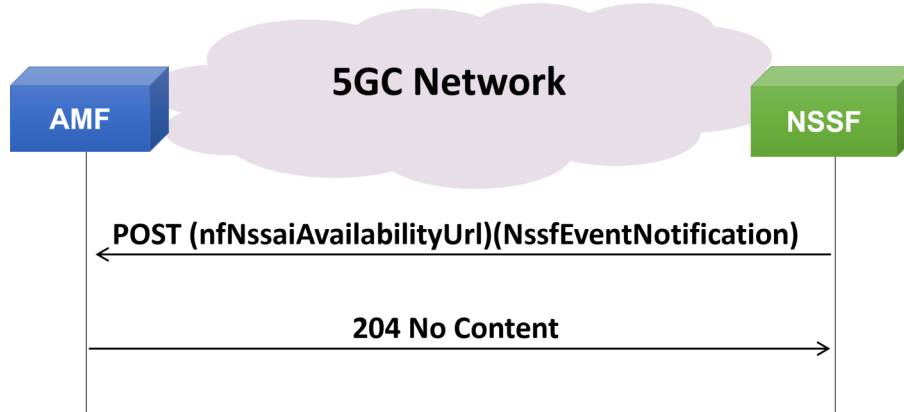 5GC Network
AMF
NSSF
POST (nfNssaiAvailabilityUrl)(NssfEventNotification)
204 No Content